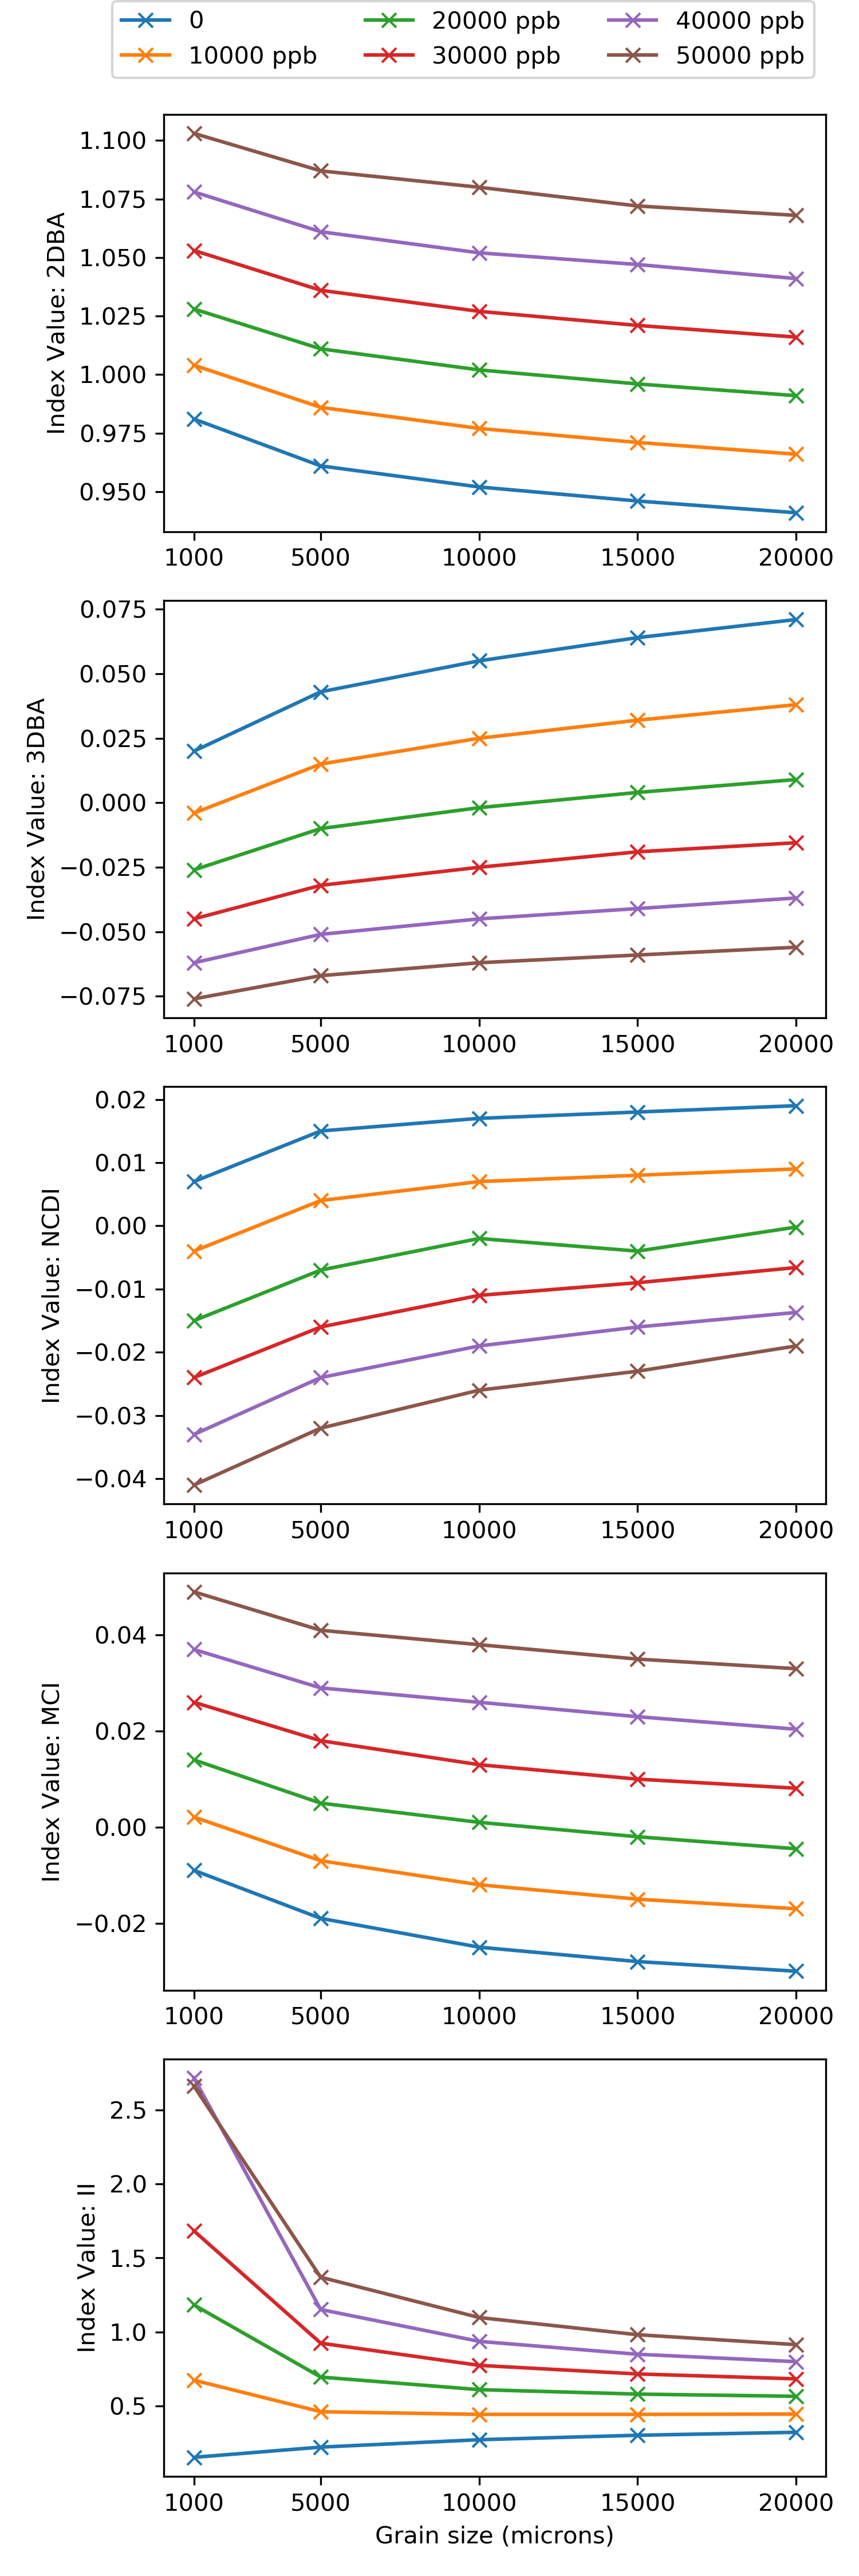 0 20000 ppb 40000 ppb
10000 ppb 30000 ppb 50000 ppb
Index Value: 2DBA
1.100
1.075
1.050
1.025
1.000
0.975
0.950
1000 5000 10000 15000 20000
Index Value: 3DBA
0.075
0.050
0.025
0.000
−0.025
−0.050
−0.075
1000 5000 10000 15000 20000
Index Value: NCDI
0.02
0.01
0.00
−0.01
−0.02
−0.03
−0.04
1000 5000 10000 15000 20000
Index Value: MCI
0.04
0.02
0.00
−0.02
1000 5000 10000 15000 20000
Index Value: II
2.5
2.0
1.5
1.0
0.5
1000 5000 10000 15000 20000
Grain size (microns)